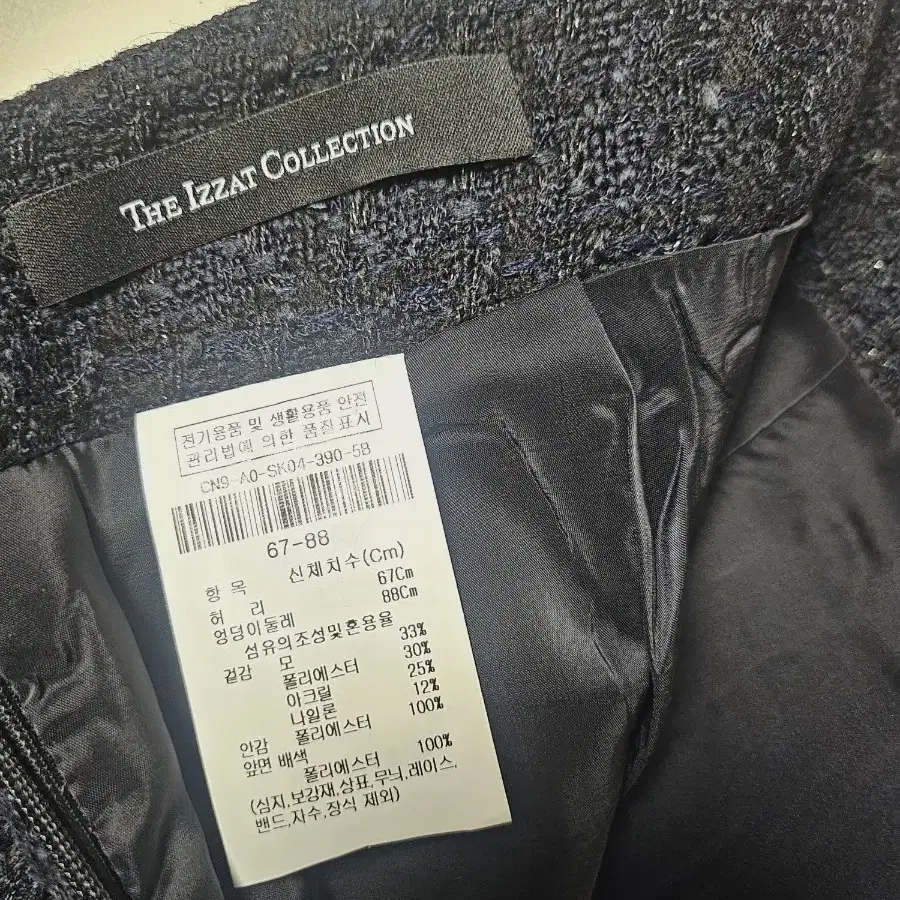 THE IZZAT COLLECTION
전기용품 및 생활용품 안전
관리법에 의한 품질표시
CN9-A0-SK04-390-5B
67-88
항 목 신체치수(Cm)
허 리 67Cm
엉덩이둘레 88Cm
섬유의조성및혼용율
겉감 모 33%
폴리에스터 30%
아크릴 25%
나일론 12%
안감 폴리에스터 100%
앞면 배색
폴리에스터 100%
(심지,보강재,상표,무늬,레이스,
밴드,자수,장식 제외)